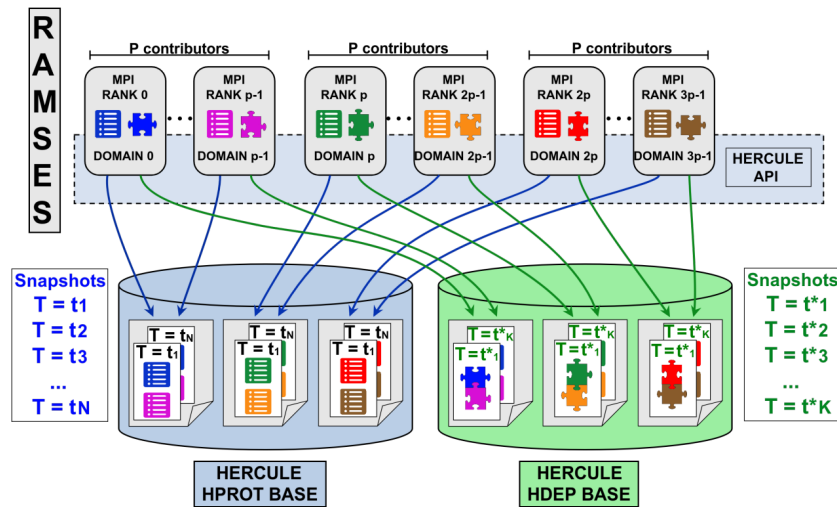 RAMSES
P contributors
P contributors
P contributors
MPI
RANK 0
DOMAIN 0
MPI
RANK p-1
DOMAIN p-1
MPI
RANK p
DOMAIN p
MPI
RANK 2p-1
DOMAIN 2p-1
MPI
RANK 2p
DOMAIN 2p
MPI
RANK 3p-1
DOMAIN 3p-1
HERCULE
API
Snapshots
T = t1
T = t2
T = t3
...
T = tN
T = tN
T = t1
T = tN
T = t1
T = tN
T = t1
T = t*K
T = t*1
T = t*K
T = t*1
T = t*K
T = t*1
Snapshots
T = t*1
T = t*2
T = t*3
...
T = t*K
HERCULE
HPROT BASE
HERCULE
HDEP BASE